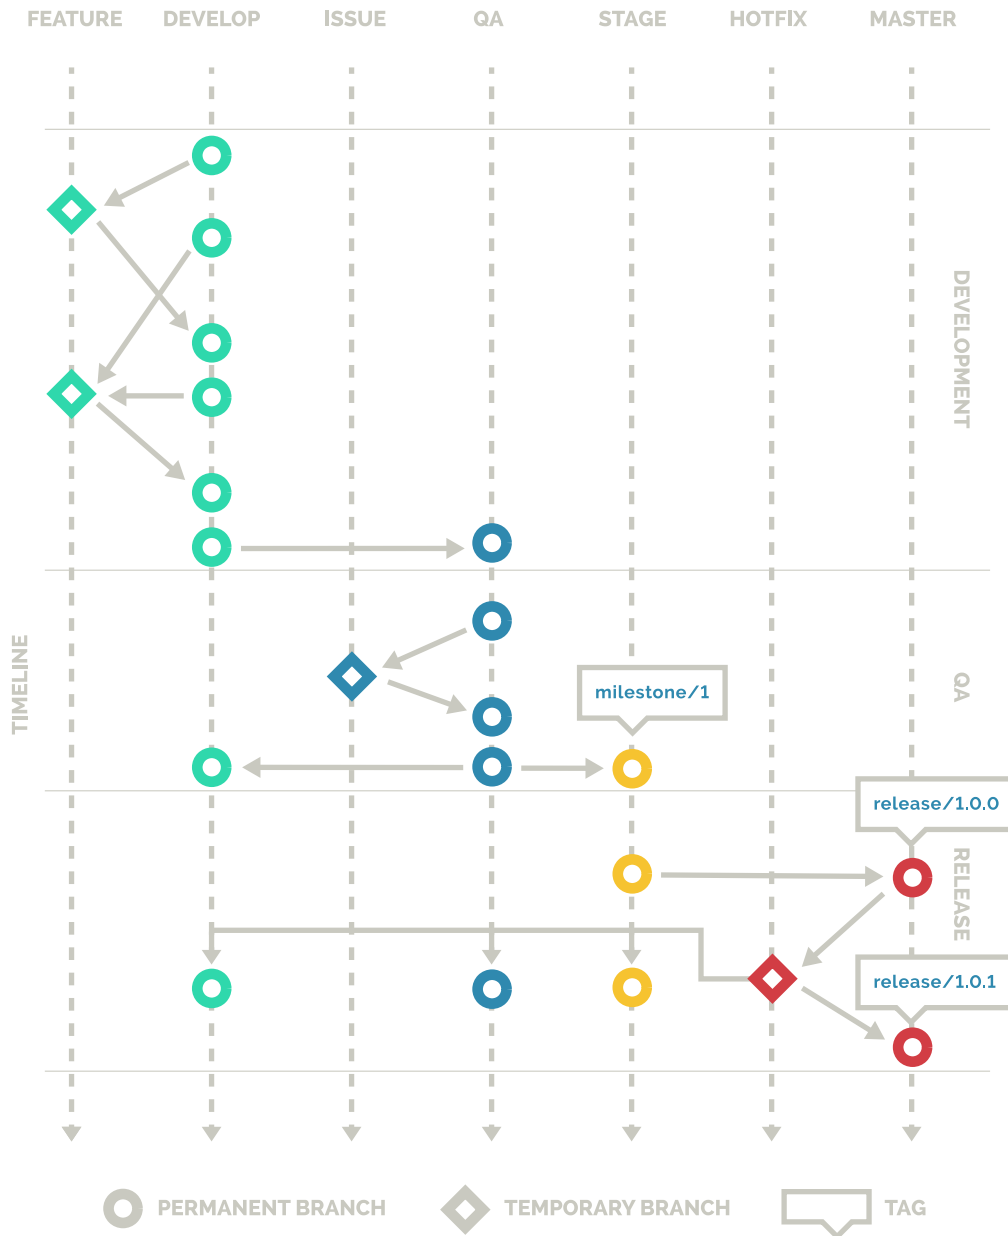 FEATURE DEVELOP ISSUE QA STAGE HOTFIX MASTER
DEVELOPMENT
TIMELINE
QA
milestone/1
release/1.0.0
RELEASE
release/1.0.1
PERMANENT BRANCH TEMPORARY BRANCH TAG